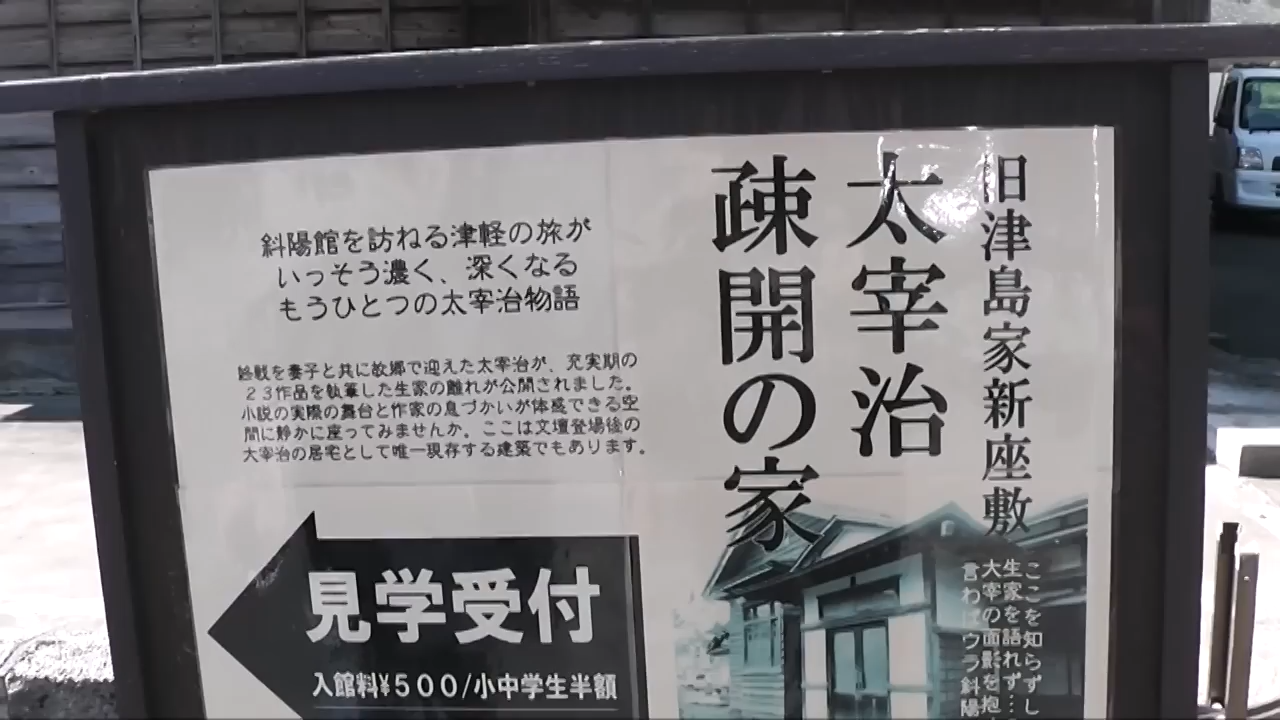 旧津島家新座敷
太宰治
疎開の家
斜陽館を訪ねる津軽の旅が
いっそう濃く、深くなる
もうひとつの太宰治物語
終戦を妻子と共に故郷で迎えた太宰治が、充実期の
２３作品を執筆した生家の離れが公開されました。
小説の実際の舞台と作家の息づかいが体感できる空
間に静かに座ってみませんか。ここは文壇登場後の
太宰治の居宅として唯一現存する建築でもあります。
見学受付
入館料¥５００/小中学生半額
ここを知らずし
生家を語れず…
太宰の面影を抱
言わばウラ斜陽